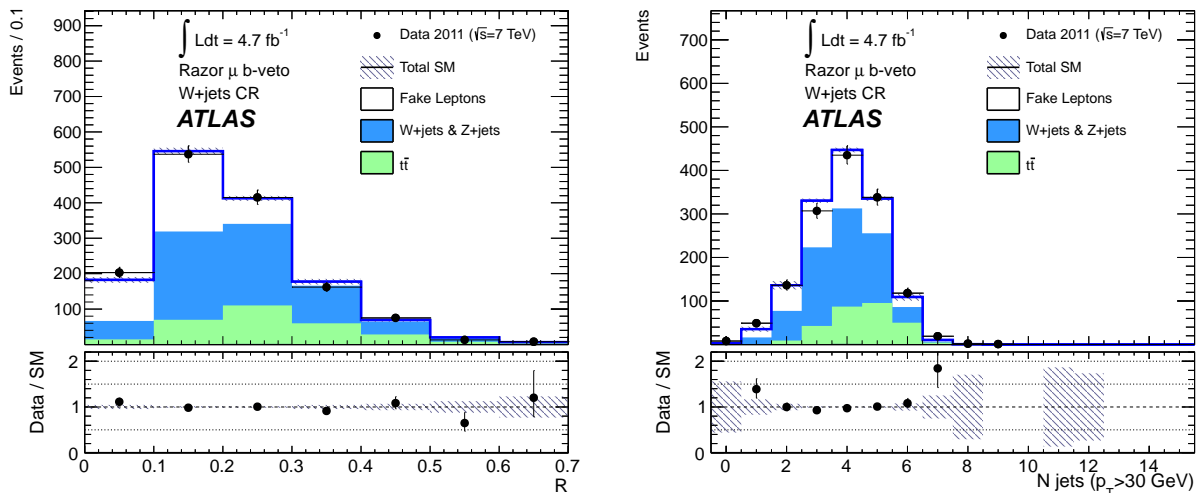 Events / 0.1
900
800
700
600
500
400
300
200
100
0
∫ Ldt = 4.7 fb⁻¹
Razor μ b-veto
W+jets CR
ATLAS
Data 2011 (√s=7 TeV)
Total SM
Fake Leptons
W+jets & Z+jets
tt̄
Data / SM
2
1
0
0 0.1 0.2 0.3 0.4 0.5 0.6 0.7
R
Events
700
600
500
400
300
200
100
∫ Ldt = 4.7 fb⁻¹
Razor μ b-veto
W+jets CR
ATLAS
Data 2011 (√s=7 TeV)
Total SM
Fake Leptons
W+jets & Z+jets
tt̄
Data / SM
2
1
0
0 2 4 6 8 10 12 14
N jets (p_T>30 GeV)